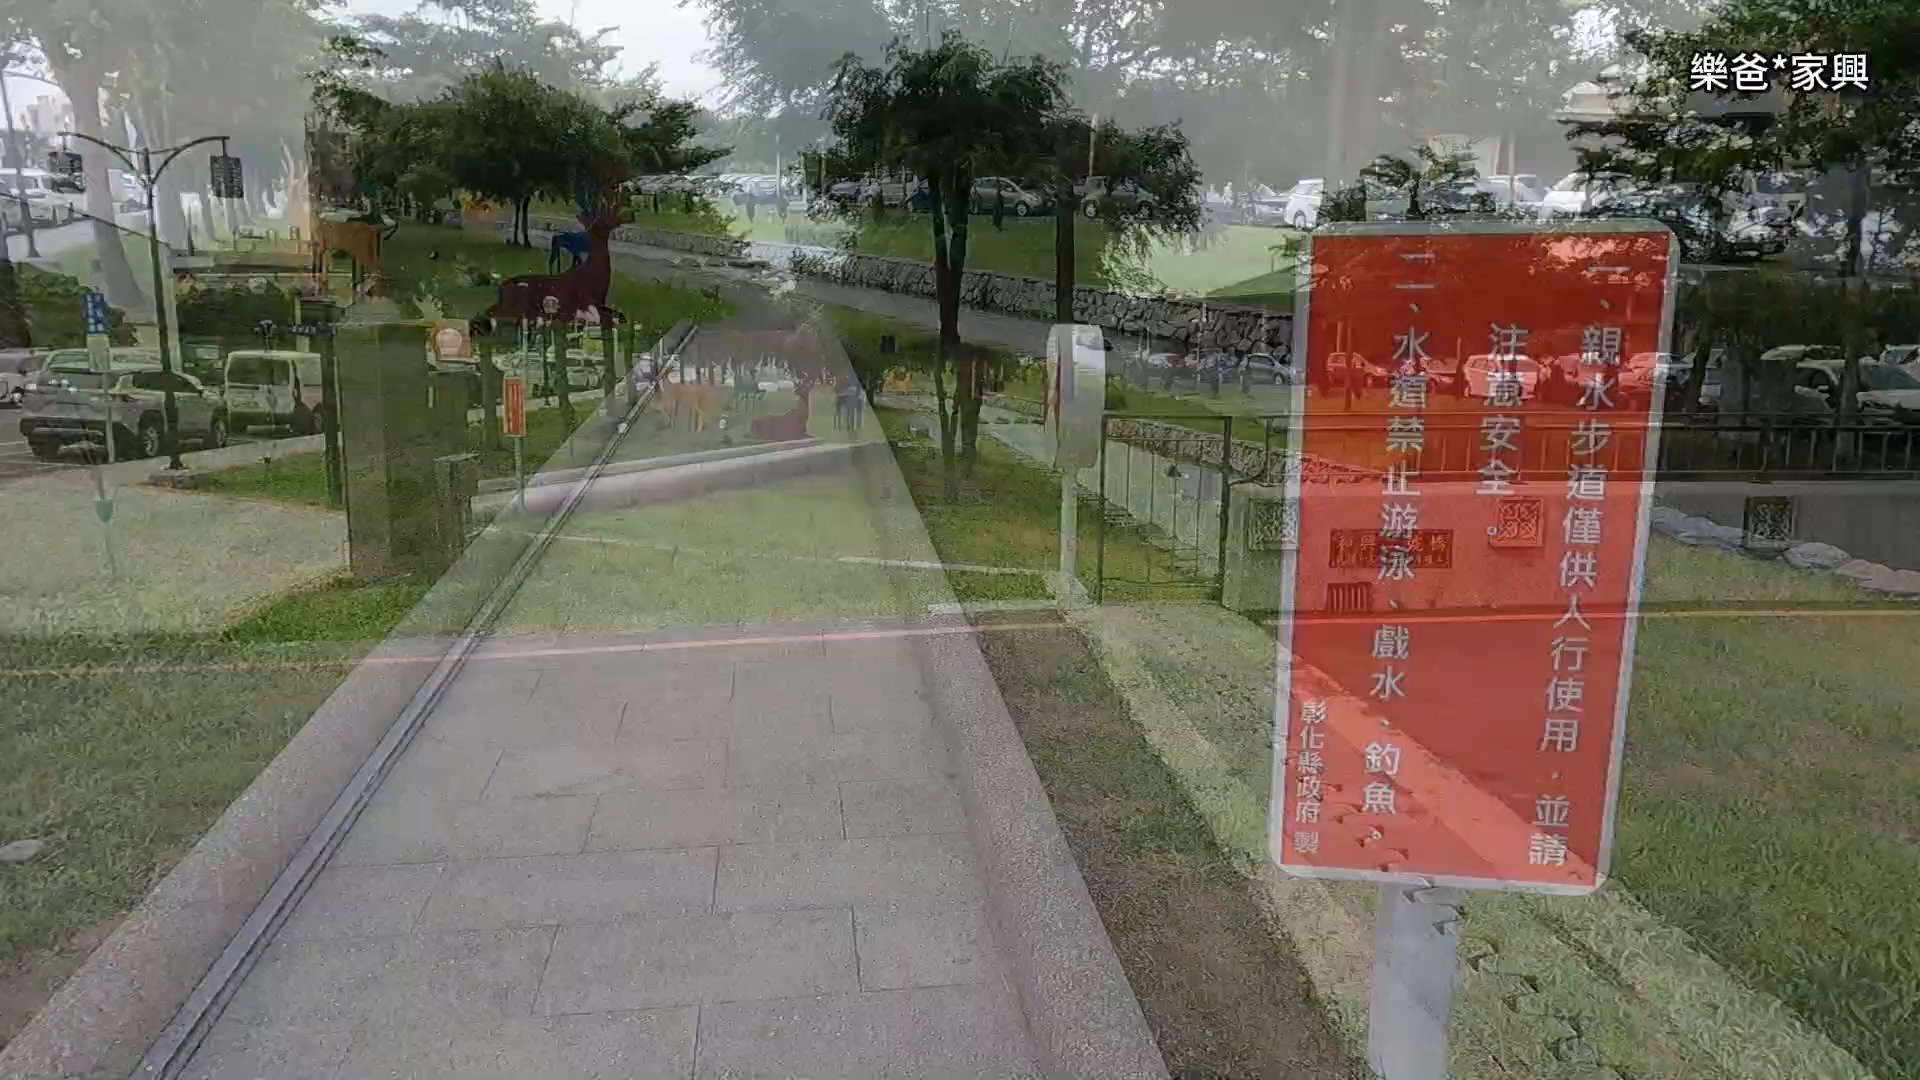 樂爸*家興
一、親水步道僅供人行使用．並請
注意安全。
二、水道禁止游泳、戲水、釣魚。
彰化縣政府 製